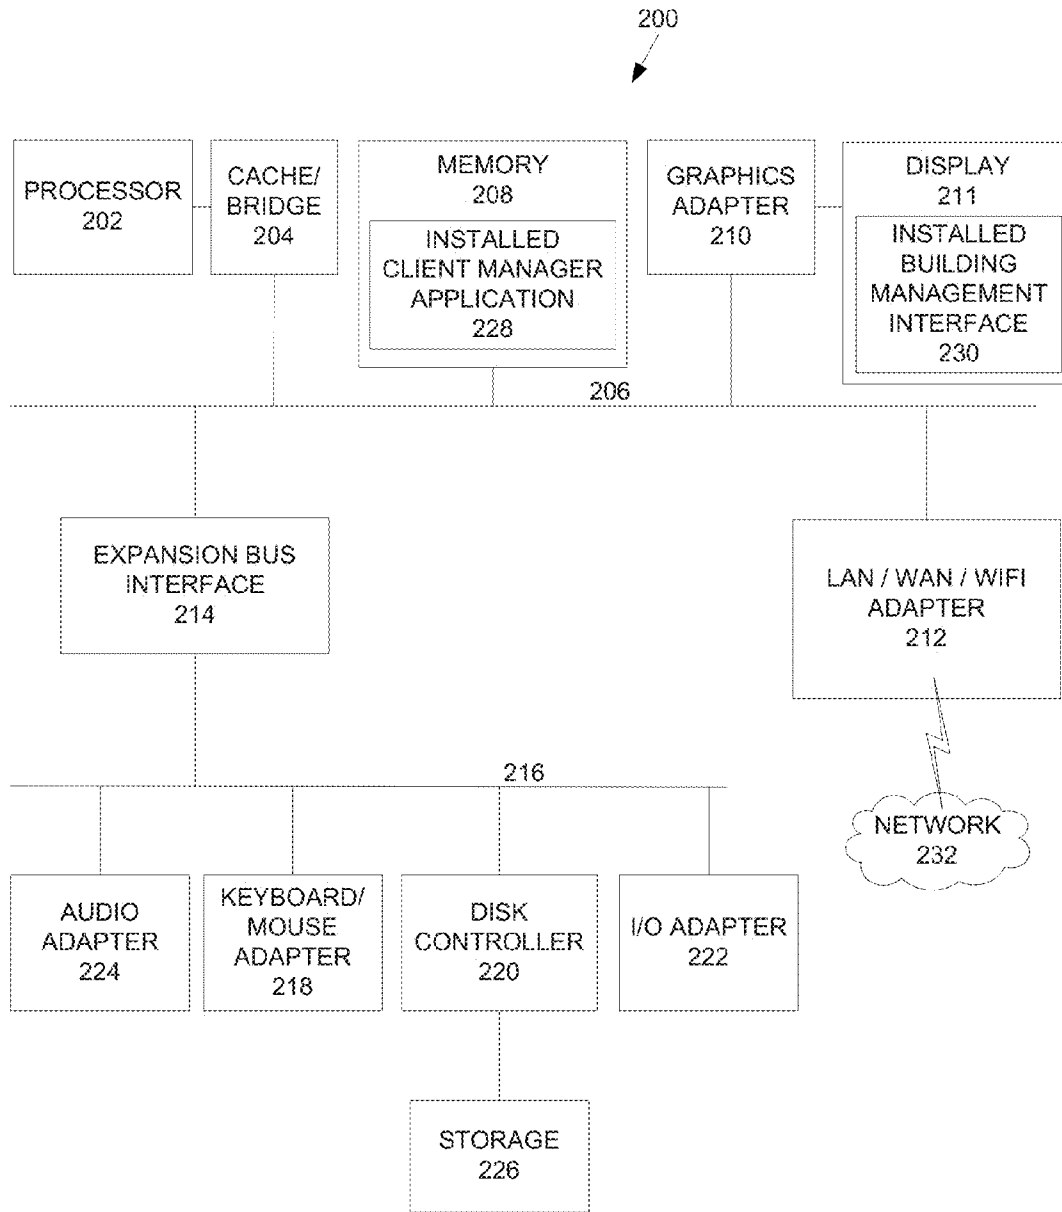 200
PROCESSOR
202
CACHE/
BRIDGE
204
MEMORY
208
INSTALLED
CLIENT MANAGER
APPLICATION
228
GRAPHICS
ADAPTER
210
DISPLAY
211
INSTALLED
BUILDING
MANAGEMENT
INTERFACE
230
206
EXPANSION BUS
INTERFACE
214
LAN / WAN / WIFI
ADAPTER
212
216
NETWORK
232
AUDIO
ADAPTER
224
KEYBOARD/
MOUSE
ADAPTER
218
DISK
CONTROLLER
220
I/O ADAPTER
222
STORAGE
226